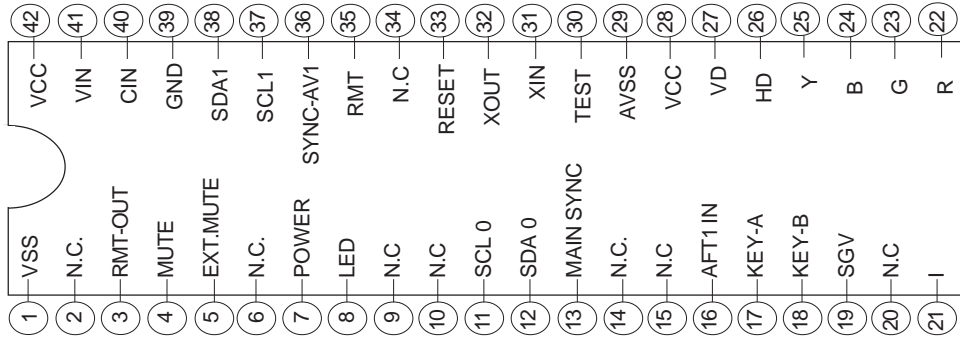 42 41 40 39 38 37 36 35 34 33 32 31 30 29 28 27 26 25 24 23 22
VCC VIN CIN GND SDA1 SCL1 SYNC-AV1 RMT N.C RESET XOUT XIN TEST AVSS VCC VD HD Y B G R
VSS N.C. RMT-OUT MUTE EXT.MUTE N.C. POWER LED N.C N.C SCL 0 SDA 0 MAIN SYNC N.C. N.C AFT1 IN KEY-A KEY-B SGV N.C I
1 2 3 4 5 6 7 8 9 10 11 12 13 14 15 16 17 18 19 20 21